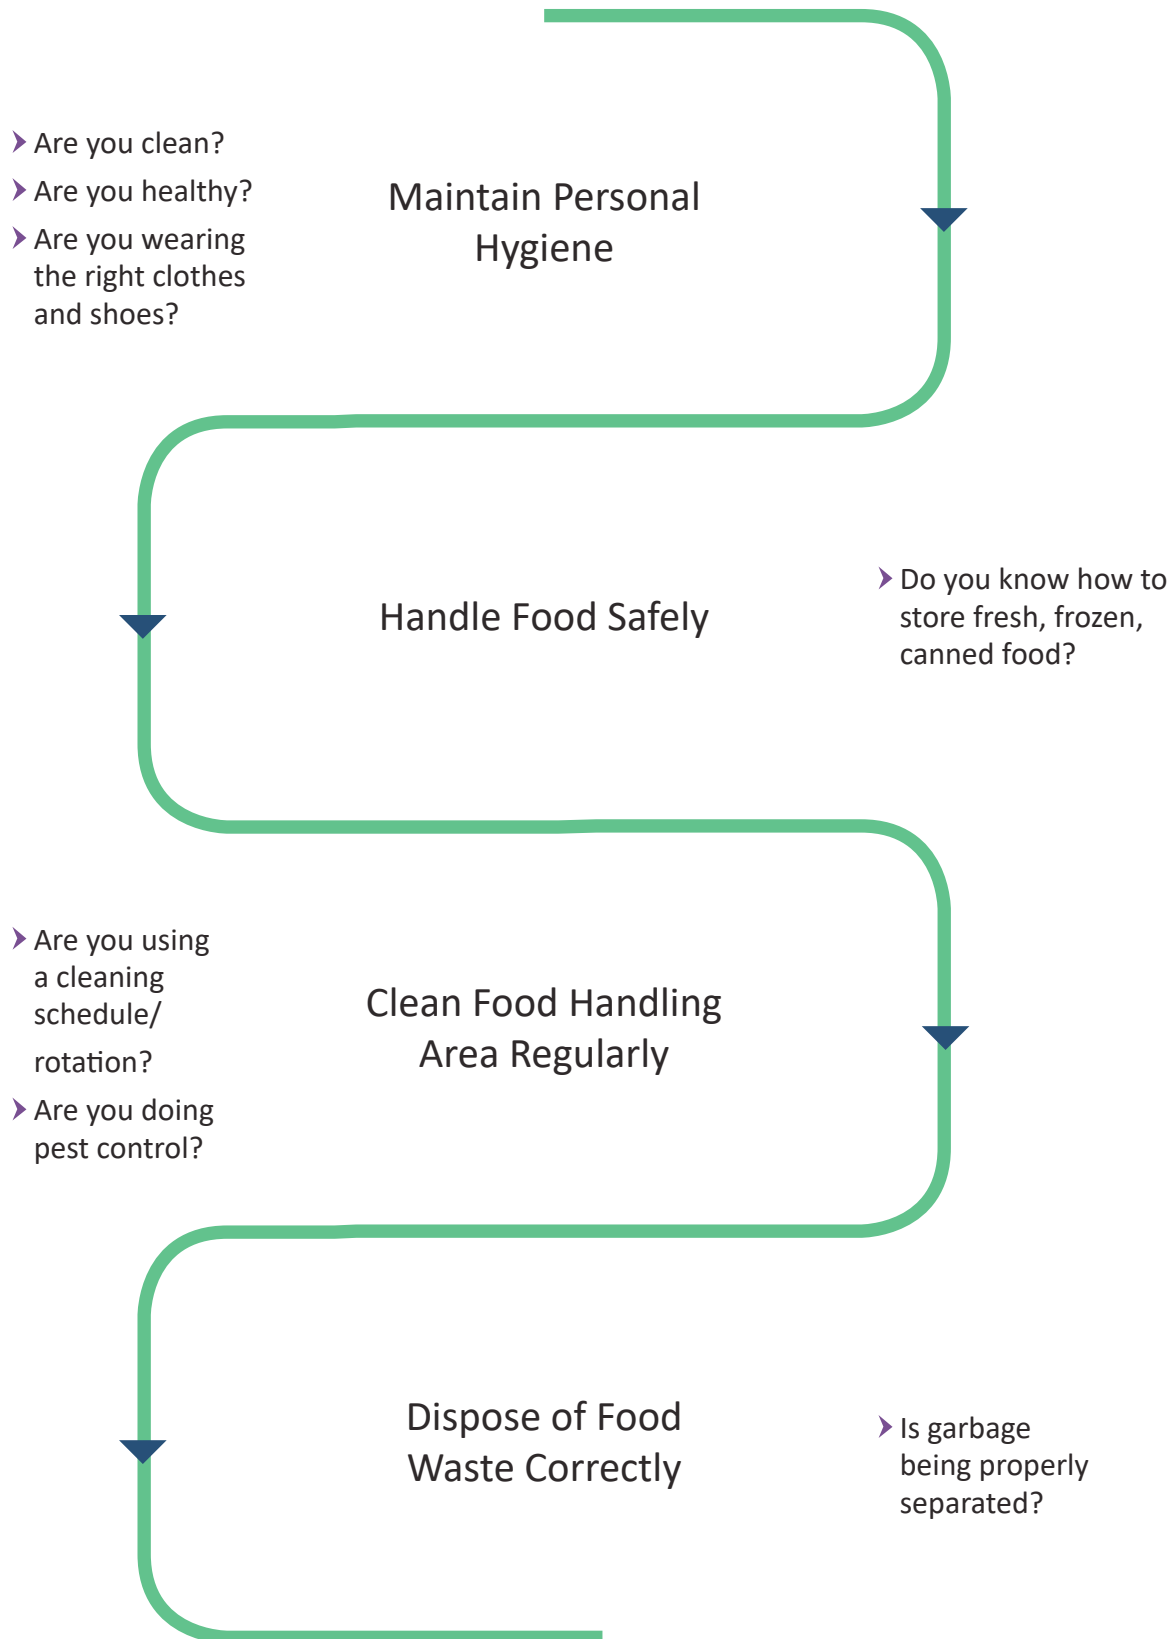 Are you clean?
Are you healthy?
Are you wearing
the right clothes
and shoes?
Maintain Personal
Hygiene
Handle Food Safely
Do you know how to
store fresh, frozen,
canned food?
Are you using
a cleaning
schedule/
rotation?
Are you doing
pest control?
Clean Food Handling
Area Regularly
Dispose of Food
Waste Correctly
Is garbage
being properly
separated?